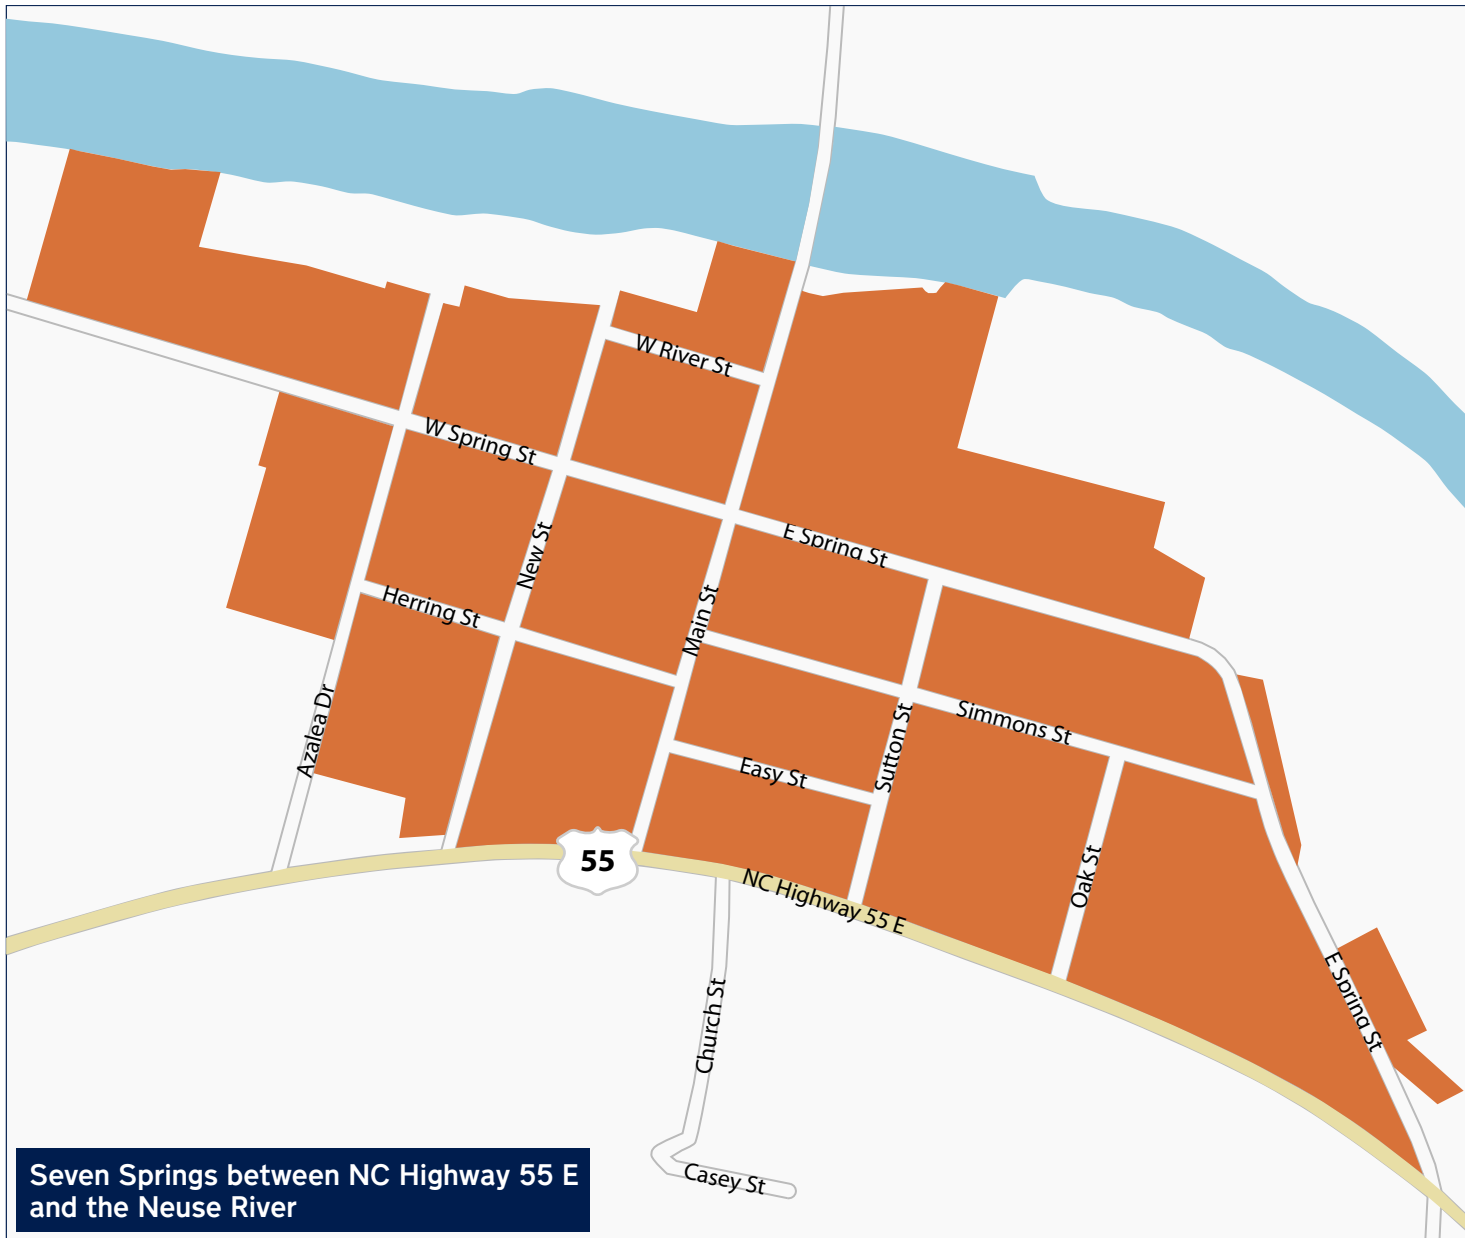 W River St
W Spring St
E Spring St
New St
Herring St
Main St
Azalea Dr
Simmons St
Sutton St
Easy St
55
Oak St
NC Highway 55 E
E Spring St
Church St
Casey St
Seven Springs between NC Highway 55 E
and the Neuse River